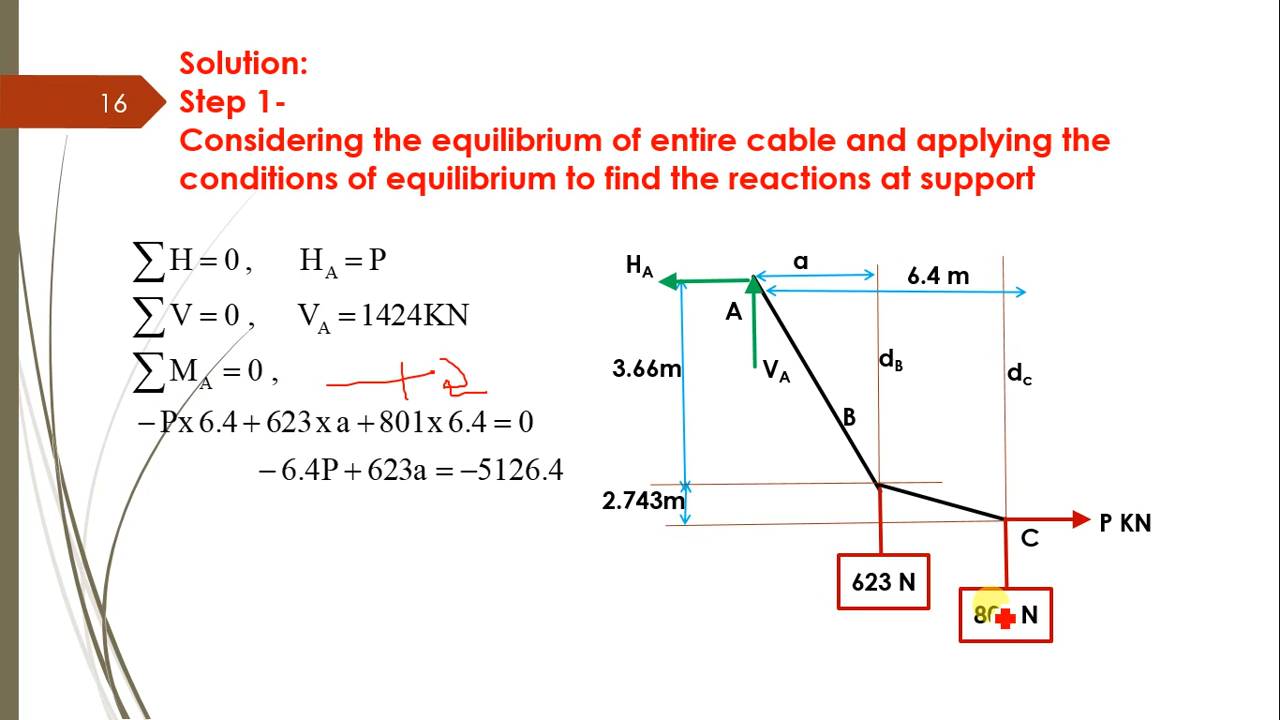 16
Solution:
Step 1-
Considering the equilibrium of entire cable and applying the
conditions of equilibrium to find the reactions at support
∑H = 0 , H_A = P
∑V = 0 , V_A = 1424KN
∑M_A = 0 ,
− Px 6.4 + 623 x a + 801x 6.4 = 0
− 6.4P + 623a = −5126.4
H_A
a
6.4 m
A
3.66m
V_A
d_B
d_c
B
2.743m
P KN
C
623 N
N